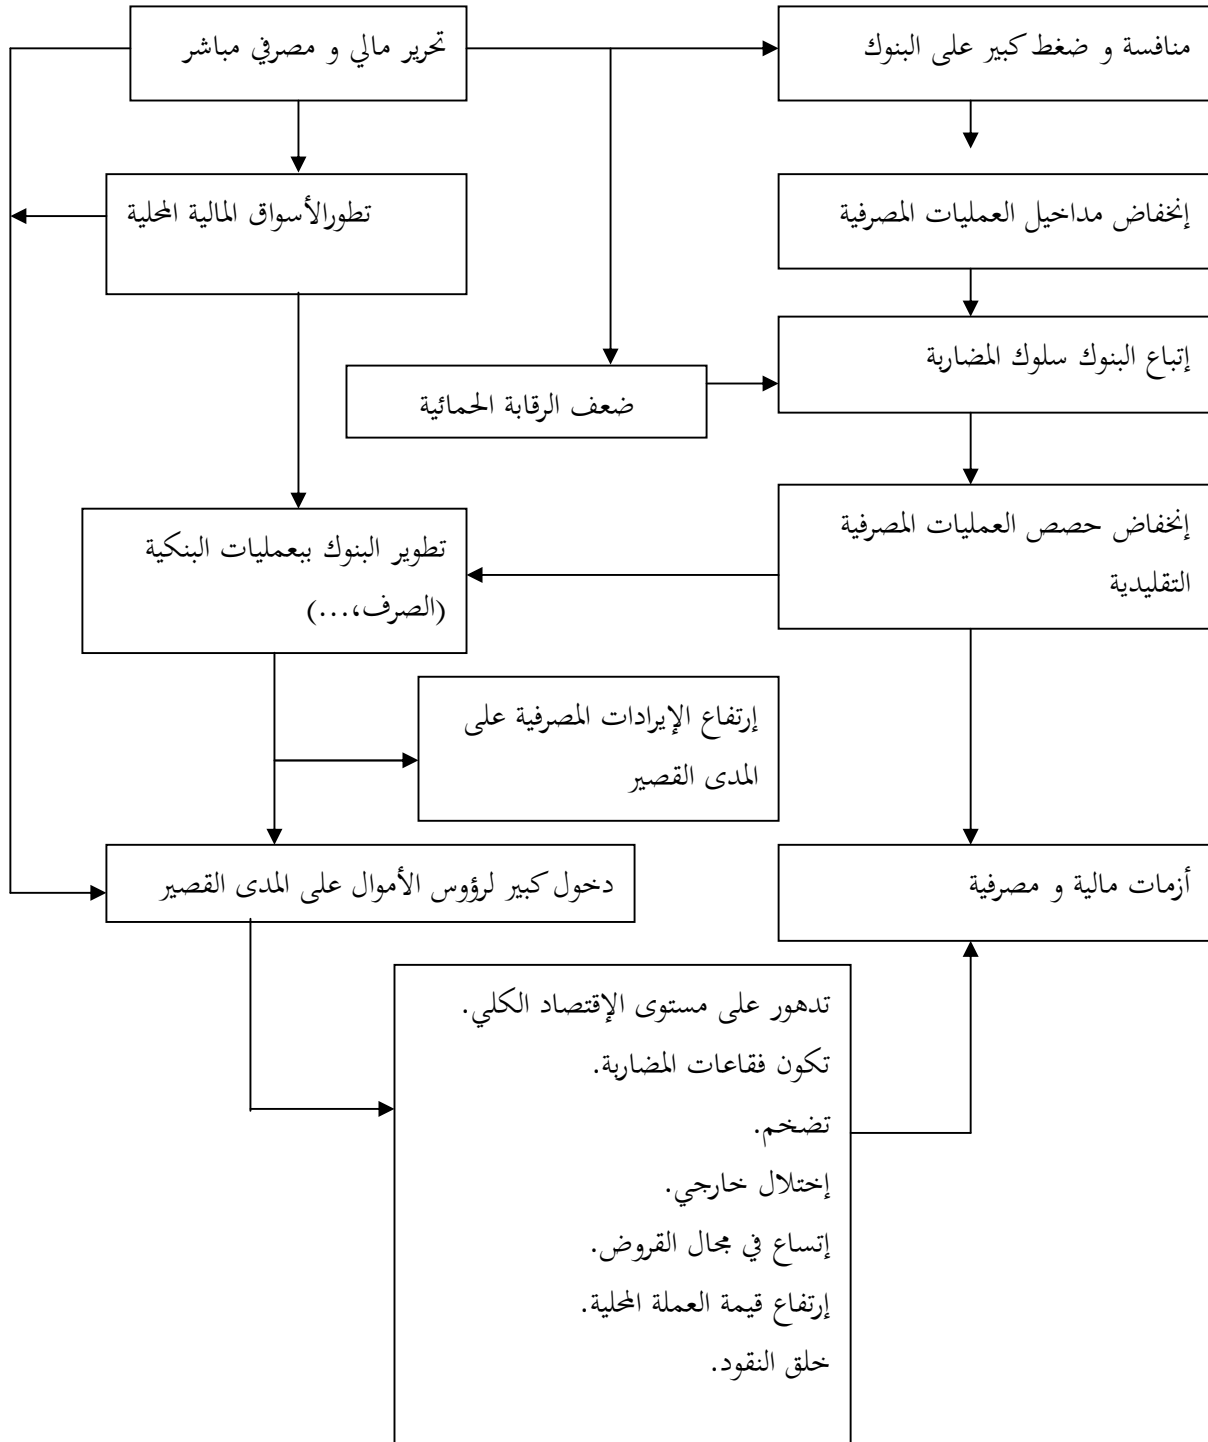 تحرير مالي و مصرفي مباشر
منافسة و ضغط كبير على البنوك
تطورالأسواق المالية المحلية
إنخفاض مداخيل العمليات المصرفية
إتباع البنوك سلوك المضاربة
ضعف الرقابة الحمائية
إنخفاض حصص العمليات المصرفية
التقليدية
تطوير البنوك ببعمليات البنكية
(الصرف،...)
إرتفاع الإيرادات المصرفية على
المدى القصير
دخول كبير لرؤوس الأموال على المدى القصير
أزمات مالية و مصرفية
تدهور على مستوى الإقتصاد الكلي.
تكون فقاعات المضاربة.
تضخم.
إختلال خارجي.
إتساع في مجال القروض.
إرتفاع قيمة العملة المحلية.
خلق النقود.